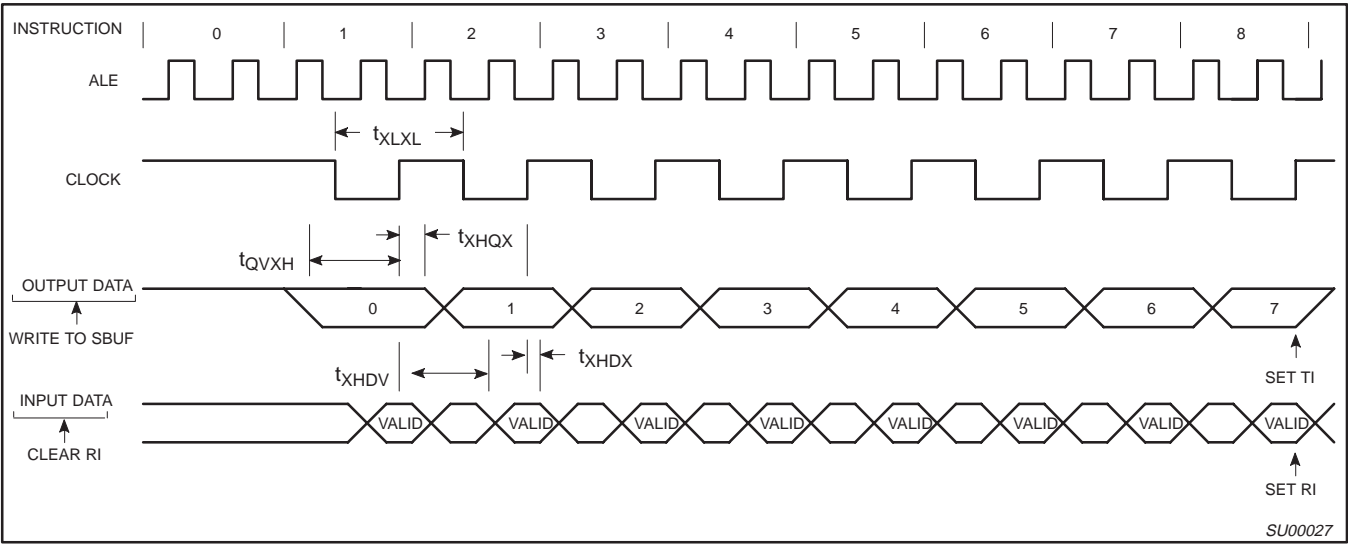 INSTRUCTION 0 1 2 3 4 5 6 7 8
ALE
tXLXL
CLOCK
tXHQX
tQVXH
OUTPUT DATA 0 1 2 3 4 5 6 7
WRITE TO SBUF
tXHDX
tXHDV
SET TI
INPUT DATA VALID VALID VALID VALID VALID VALID VALID VALID
CLEAR RI
SET RI
SU00027